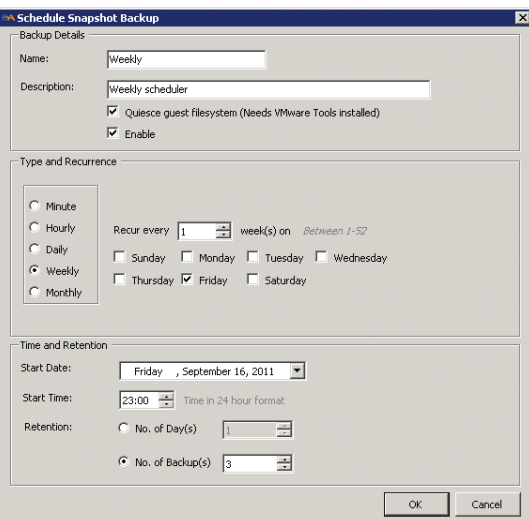 Schedule Snapshot Backup
Backup Details
Name: Weekly
Description: Weekly scheduler
Quiesce guest filesystem (Needs VMware Tools installed)
Enable
Type and Recurrence
Minute
Hourly
Daily
Weekly
Monthly
Recur every 1 week(s) on Between 1-52
Sunday Monday Tuesday Wednesday
Thursday Friday Saturday
Time and Retention
Start Date: Friday , September 16, 2011
Start Time: 23:00 Time in 24 hour format
Retention: No. of Day(s) 1
No. of Backup(s) 3
OK Cancel